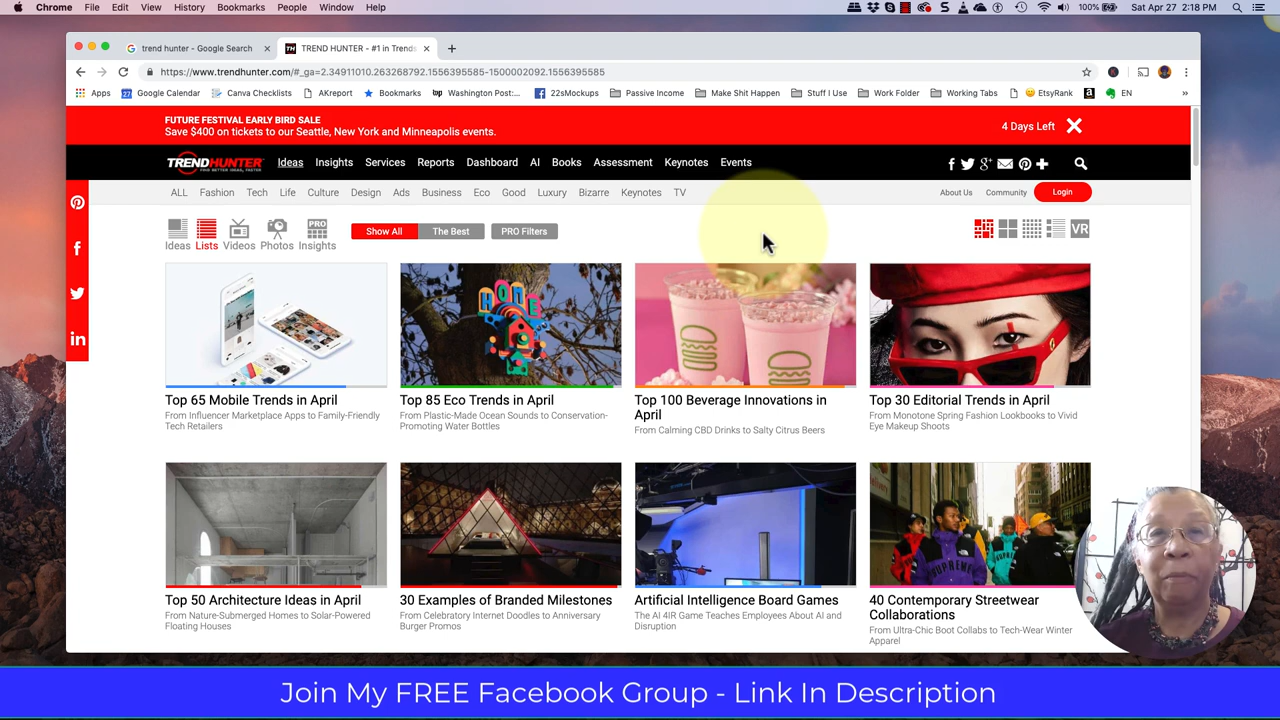 Chrome File Edit View History Bookmarks People Window Help 100% Sat Apr 27 2:18 PM
trend hunter - Google Search TREND HUNTER - #1 in Trends
https://www.trendhunter.com/#_ga=2.34911010.263268792.1556395585-1500002092.1556395585
Apps Google Calendar Canva Checklists AKreport Bookmarks Washington Post:... 22sMockups Passive Income Make Shit Happen Stuff I Use Work Folder Working Tabs EtsyRank EN »
FUTURE FESTIVAL EARLY BIRD SALE
Save $400 on tickets to our Seattle, New York and Minneapolis events.
4 Days Left
TRENDHUNTER Ideas Insights Services Reports Dashboard AI Books Assessment Keynotes Events
ALL Fashion Tech Life Culture Design Ads Business Eco Good Luxury Bizarre Keynotes TV About Us Community Login
Ideas Lists Videos Photos Insights
PRO
Show All The Best PRO Filters VR
HOME
Top 65 Mobile Trends in April
From Influencer Marketplace Apps to Family-Friendly
Tech Retailers
Top 85 Eco Trends in April
From Plastic-Made Ocean Sounds to Conservation-
Promoting Water Bottles
Top 100 Beverage Innovations in
April
From Calming CBD Drinks to Salty Citrus Beers
Top 30 Editorial Trends in April
From Monotone Spring Fashion Lookbooks to Vivid
Eye Makeup Shoots
SUPREME
Top 50 Architecture Ideas in April
From Nature-Submerged Homes to Solar-Powered
Floating Houses
30 Examples of Branded Milestones
From Celebratory Internet Doodles to Anniversary
Burger Promos
Artificial Intelligence Board Games
The AI 4IR Game Teaches Employees About AI and
Disruption
40 Contemporary Streetwear
Collaborations
From Ultra-Chic Boot Collabs to Tech-Wear Winter
Apparel
Join My FREE Facebook Group - Link In Description